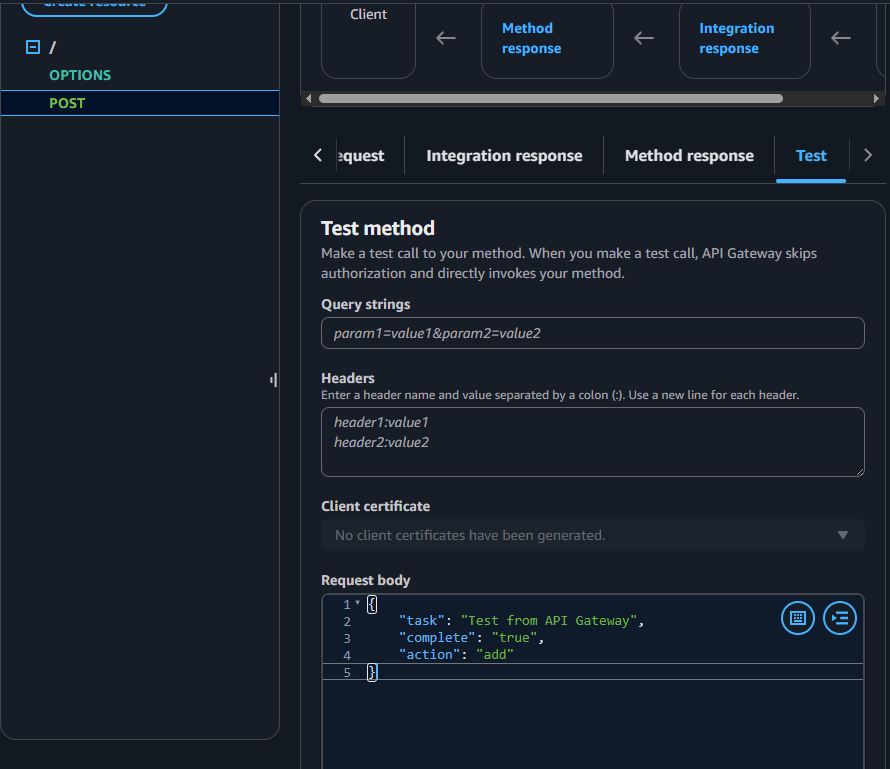 Create resource
/
OPTIONS
POST
Client
Method
response
Integration
response
equest
Integration response
Method response
Test
Test method
Make a test call to your method. When you make a test call, API Gateway skips
authorization and directly invokes your method.
Query strings
param1=value1&param2=value2
Headers
Enter a header name and value separated by a colon (:). Use a new line for each header.
header1:value1
header2:value2
Client certificate
No client certificates have been generated.
Request body
1 {
2 "task": "Test from API Gateway",
3 "complete": "true",
4 "action": "add"
5 }